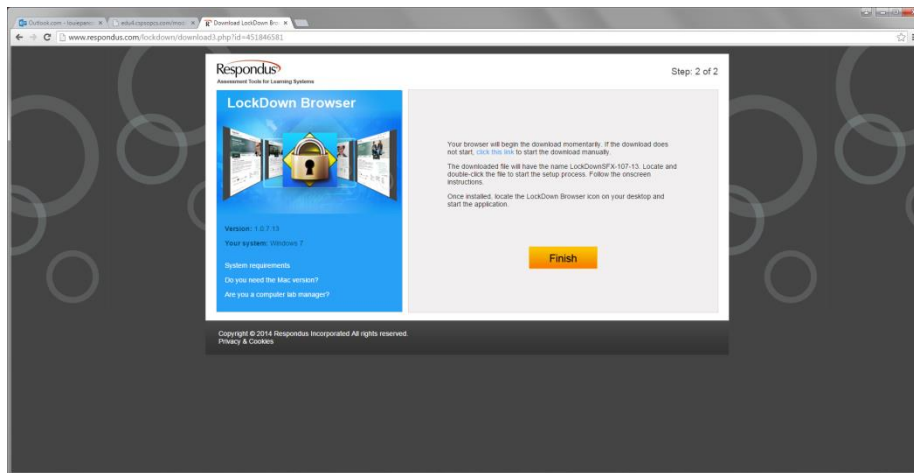 Outlook.com -
Download LockDown Bro
www.respondus.com/lockdown/download3.php?id=451846581
Respondus
Assessment Tools for Learning Systems
Step: 2 of 2
LockDown Browser
Version: 1.0.7.13
Your system: Windows 7
System requirements
Do you need the Mac version?
Are you a computer lab manager?
Your browser will begin the download momentarily. If the download does
not start, click this link to start the download manually.
The downloaded file will have the name LockDownSFX-107-13. Locate and
double-click the file to start the setup process. Follow the onscreen
instructions.
Once installed, locate the LockDown Browser icon on your desktop and
start the application.
Finish
Copyright © 2014 Respondus Incorporated All rights reserved.
Privacy & Cookies